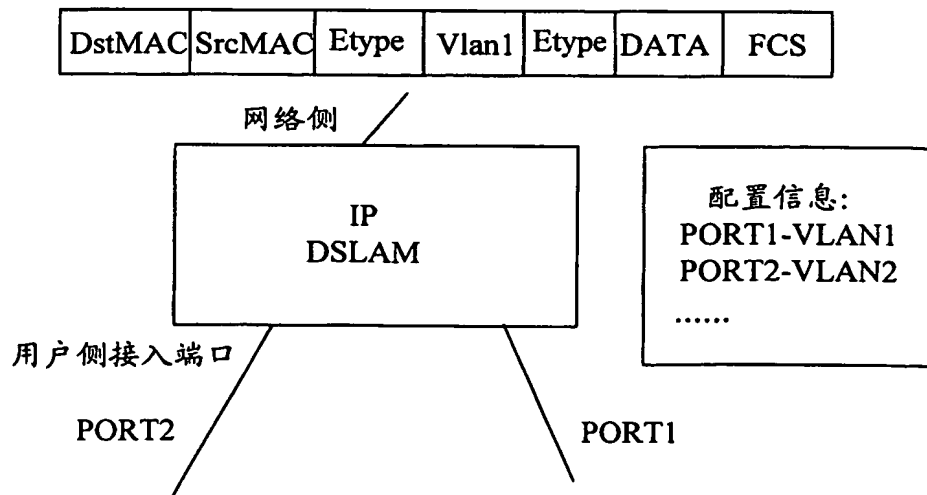 DstMAC SrcMAC Etype Vlan1 Etype DATA FCS
网络侧
IP
DSLAM
配置信息:
PORT1-VLAN1
PORT2-VLAN2
......
用户侧接入端口
PORT2
PORT1